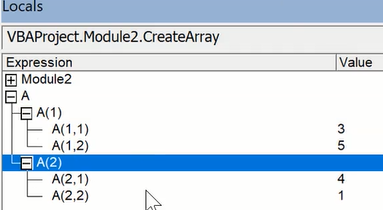 Locals
VBAProject.Module2.CreateArray
Expression Value
Module2
A
A(1)
A(1,1) 3
A(1,2) 5
A(2)
A(2,1) 4
A(2,2) 1